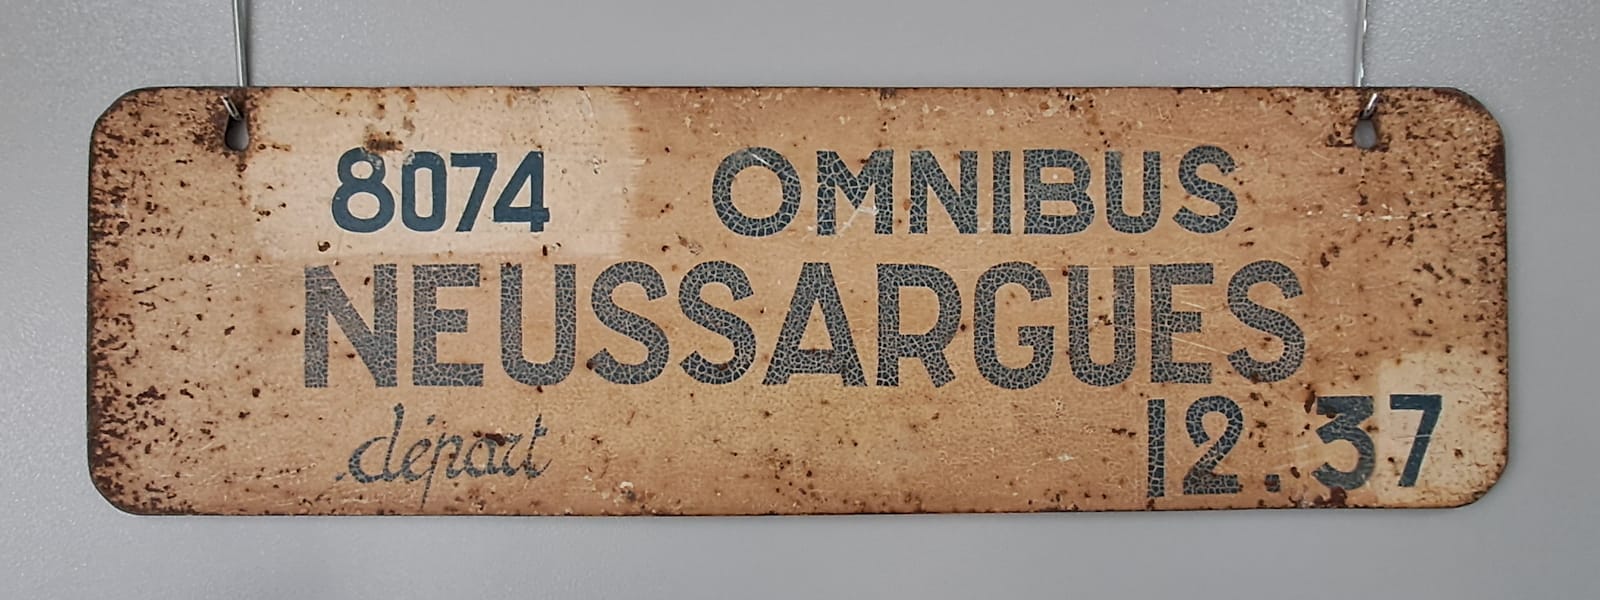 8074 OMNIBUS
NEUSSARGUES
départ 12.37